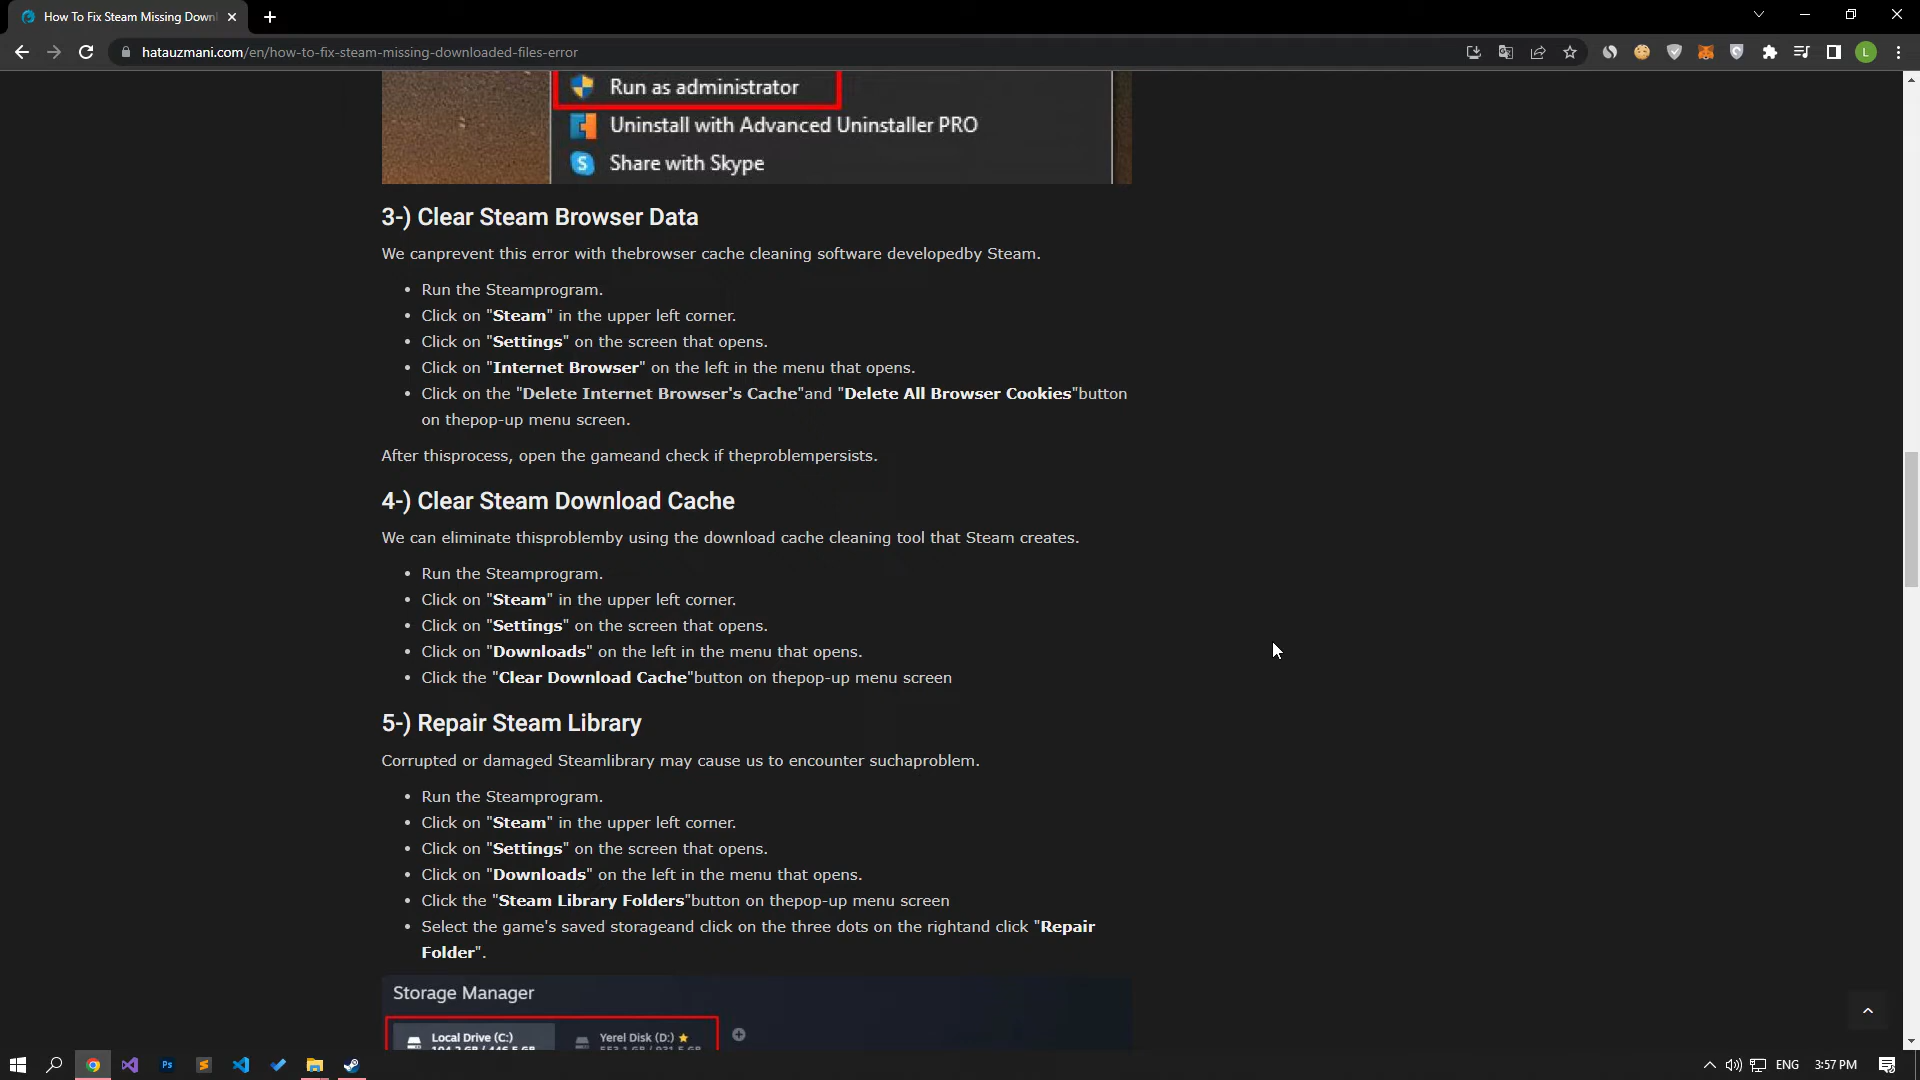 How To Fix Steam Missing Downl
hatauzmani.com/en/how-to-fix-steam-missing-downloaded-files-error
L
Run as administrator
Uninstall with Advanced Uninstaller PRO
Share with Skype
3-) Clear Steam Browser Data
We canprevent this error with thebrowser cache cleaning software developedby Steam.
• Run the Steamprogram.
• Click on "Steam" in the upper left corner.
• Click on "Settings" on the screen that opens.
• Click on "Internet Browser" on the left in the menu that opens.
• Click on the "Delete Internet Browser's Cache"and "Delete All Browser Cookies"button
on thepop-up menu screen.
After thisprocess, open the gameand check if theproblempersists.
4-) Clear Steam Download Cache
We can eliminate thisproblemby using the download cache cleaning tool that Steam creates.
• Run the Steamprogram.
• Click on "Steam" in the upper left corner.
• Click on "Settings" on the screen that opens.
• Click on "Downloads" on the left in the menu that opens.
• Click the "Clear Download Cache"button on thepop-up menu screen
5-) Repair Steam Library
Corrupted or damaged Steamlibrary may cause us to encounter suchaproblem.
• Run the Steamprogram.
• Click on "Steam" in the upper left corner.
• Click on "Settings" on the screen that opens.
• Click on "Downloads" on the left in the menu that opens.
• Click the "Steam Library Folders"button on thepop-up menu screen
• Select the game's saved storageand click on the three dots on the rightand click "Repair
Folder".
Storage Manager
Local Drive (C:)
Yerel Disk (D:)
Ps
ENG
3:57 PM